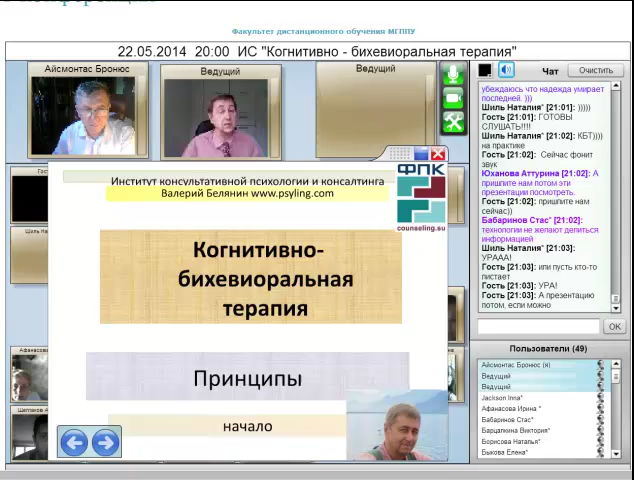 Факультет дистанционного обучения МГППУ
22.05.2014 20:00 ИС "Когнитивно - бихевиоральная терапия"
Айсмонтас Бронюс
Ведущий
Ведущий
Чат
Очистить
убеждаюсь что надежда умирает
последней. )))
Шиль Наталия* [21:01]: )))))
Гость [21:01]: ГОТОВЫ
СЛУШАТЬ!!!!
Шиль Наталия* [21:02]: КБТ))))
на практике
Гость [21:02]: Сейчас фонит
звук
Юханова Аттурина [21:02]: А
пришлите нам потом эти
презентации посмотреть.
Гость [21:02]: пришлите нам
сейчас))
Бабаринов Стас* [21:02]:
технологии не желают делиться
информацией
Шиль Наталия* [21:03]:
УРААА!
Гость [21:03]: или пусть кто-то
листает
Гость [21:03]: УРА!
Гость [21:03]: А презентацию
потом, если можно
OK
Пользователи (49)
Айсмонтас Бронюс (я)
Ведущий
Ведущий
Jackson Inna*
Афанасова Ирина *
Бабаринов Стас*
Барцалкина Виктория*
Борисова Наталья*
Быкова Елена*
Институт консультативной психологии и консалтинга
Валерий Белянин www.psyling.com
ФПК
counseling.su
Когнитивно-
бихевиоральная
терапия
Принципы
начало